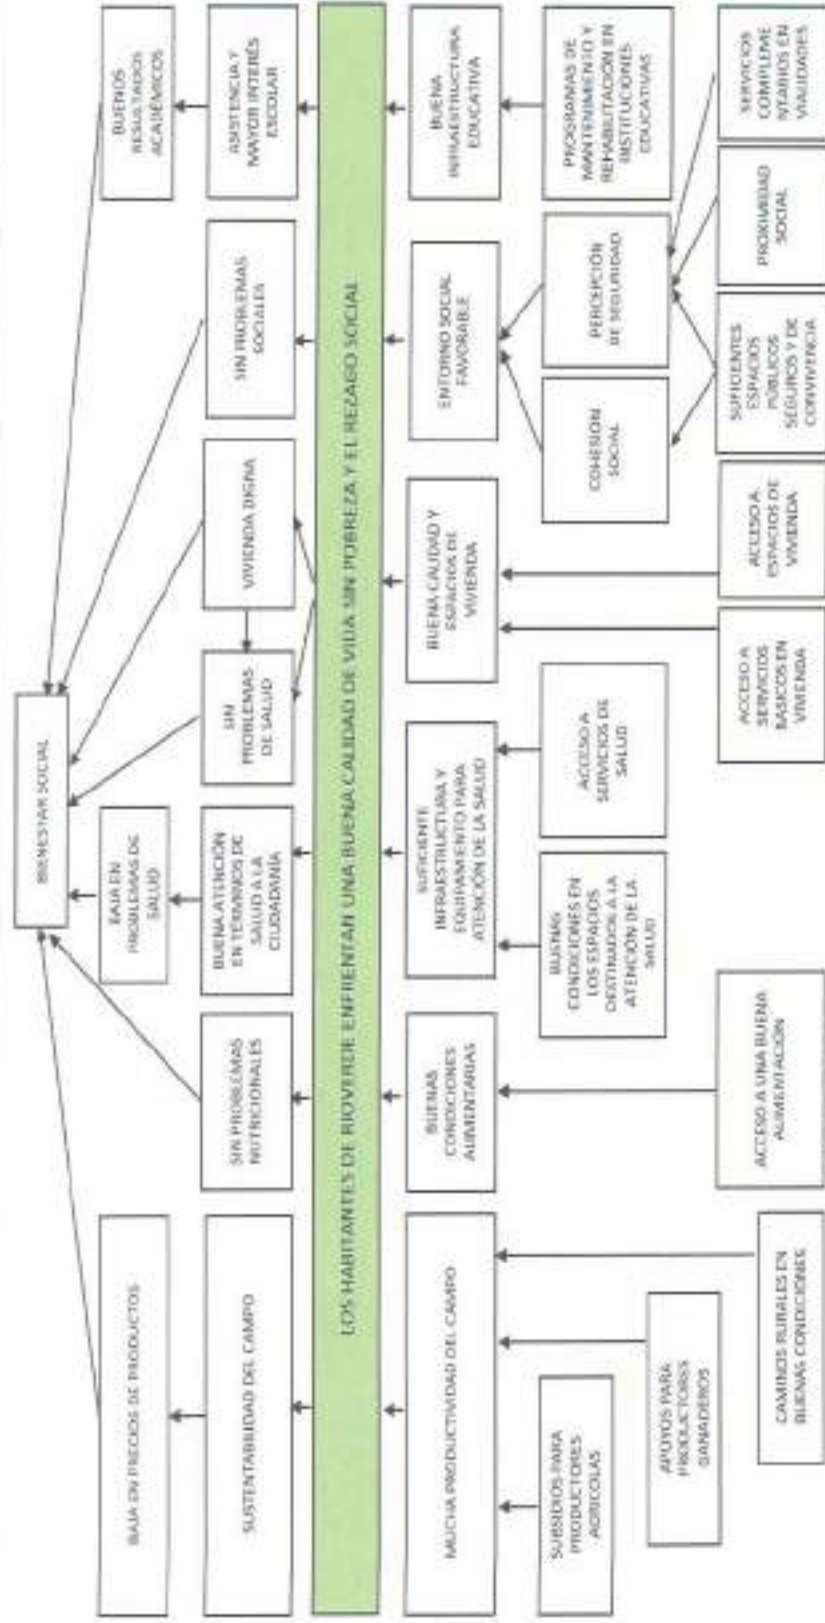 BIENESTAR SOCIAL
BAJA EN PRECIOS DE PRODUCTOS
BAJA EN
PROBLEMAS DE
SALUD
BUENOS
RESULTADOS
ACADÉMICOS
SUSTENTABILIDAD DEL CAMPO
SIN PROBLEMAS
NUTRICIONALES
BUENA ATENCIÓN
EN TÉRMINOS DE
SALUD A LA
CIUDADANÍA
SIN
PROBLEMAS
DE SALUD
VIVIENDA DIGNA
SIN PROBLEMAS
SOCIALES
ASISTENCIA Y
MAYOR INTERÉS
ESCOLAR
LOS HABITANTES DE RIOVERDE ENFRENTAN UNA BUENA CALIDAD DE VIDA SIN POBREZA Y EL REZAGO SOCIAL
MUCHA PRODUCTIVIDAD DEL CAMPO
BUENAS
CONDICIONES
ALIMENTARIAS
SUFICIENTE
INFRAESTRUCTURA Y
EQUIPAMIENTO PARA
ATENCIÓN DE LA SALUD
BUENA CALIDAD Y
ESPACIOS DE
VIVIENDA
ENTORNO SOCIAL
FAVORABLE
BUENA
INFRAESTRUCTURA
EDUCATIVA
SUBSIDIOS PARA
PRODUCTORES
AGRICOLAS
BUENAS
CONDICIONES EN
LOS ESPACIOS
DESTINADOS A LA
ATENCIÓN DE LA
SALUD
ACCESO A
SERVICIOS DE
SALUD
COHESIÓN
SOCIAL
PERCEPCIÓN
DE SEGURIDAD
PROGRAMAS DE
MANTENIMIENTO Y
REHABILITACIÓN EN
INSTITUCIONES
EDUCATIVAS
APOYOS PARA
PRODUCTORES
GANADEROS
CAMINOS RURALES EN
BUENAS CONDICIONES
ACCESO A UNA BUENA
ALIMENTACIÓN
ACCESO A
SERVICIOS
BASICOS EN
VIVIENDA
ACCESO A
ESPACIOS DE
VIVIENDA
SUFICIENTES
ESPACIOS
PÚBLICOS
SEGUROS Y DE
CONVIVENCIA
PROXIMIDAD
SOCIAL
SERVICIOS
COMPLEME
NTARIOS EN
VIALIDADES